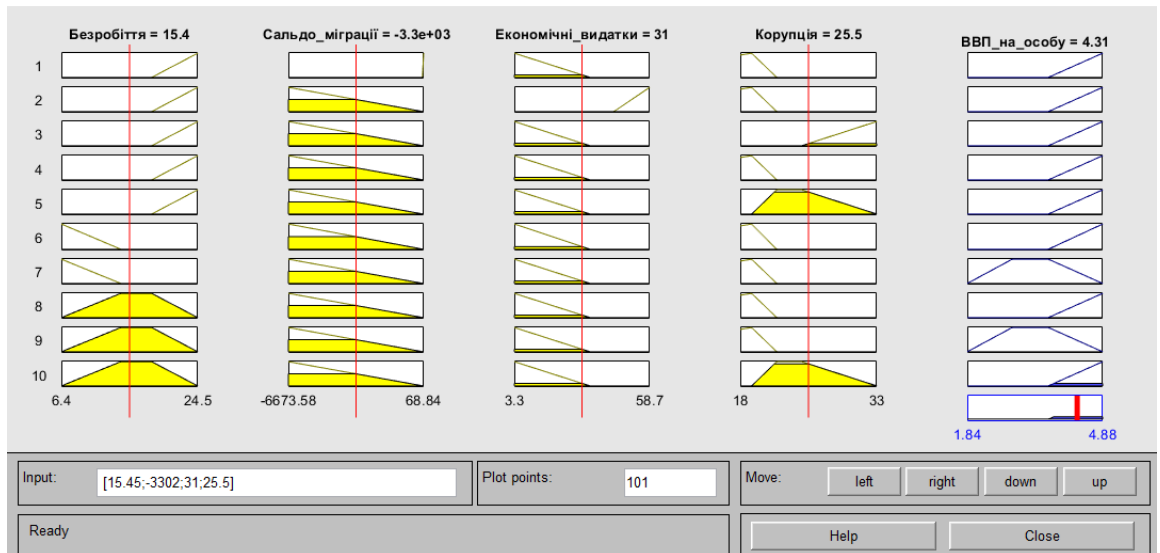 Безробіття = 15.4 Сальдо_міграції = -3.3e+03 Економічні_видатки = 31 Корупція = 25.5 ВВП_на_особу = 4.31
1
2
3
4
5
6
7
8
9
10
6.4 24.5 -6673.58 68.84 3.3 58.7 18 33
1.84 4.88
Input: [15.45;-3302;31;25.5] Plot points: 101 Move: left right down up
Ready Help Close